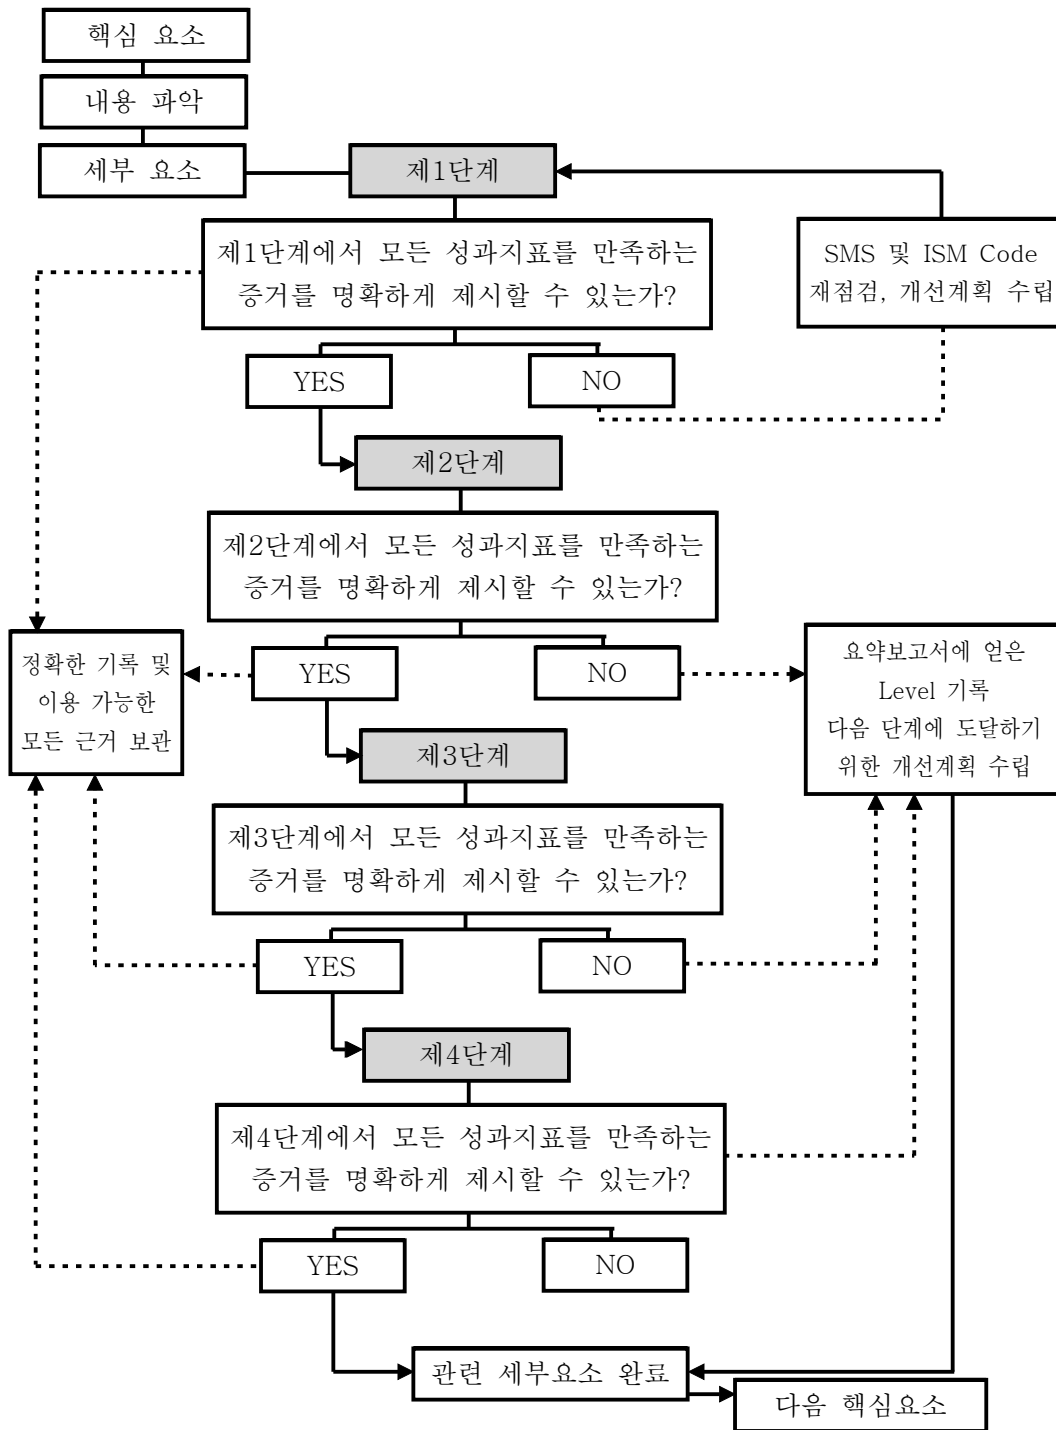 핵심 요소
내용 파악
세부 요소
제1단계
제1단계에서 모든 성과지표를 만족하는
증거를 명확하게 제시할 수 있는가?
SMS 및 ISM Code
재점검, 개선계획 수립
YES
NO
제2단계
제2단계에서 모든 성과지표를 만족하는
증거를 명확하게 제시할 수 있는가?
정확한 기록 및
이용 가능한
모든 근거 보관
YES
NO
요약보고서에 얻은
Level 기록
다음 단계에 도달하기
위한 개선계획 수립
제3단계
제3단계에서 모든 성과지표를 만족하는
증거를 명확하게 제시할 수 있는가?
YES
NO
제4단계
제4단계에서 모든 성과지표를 만족하는
증거를 명확하게 제시할 수 있는가?
YES
NO
관련 세부요소 완료
다음 핵심요소